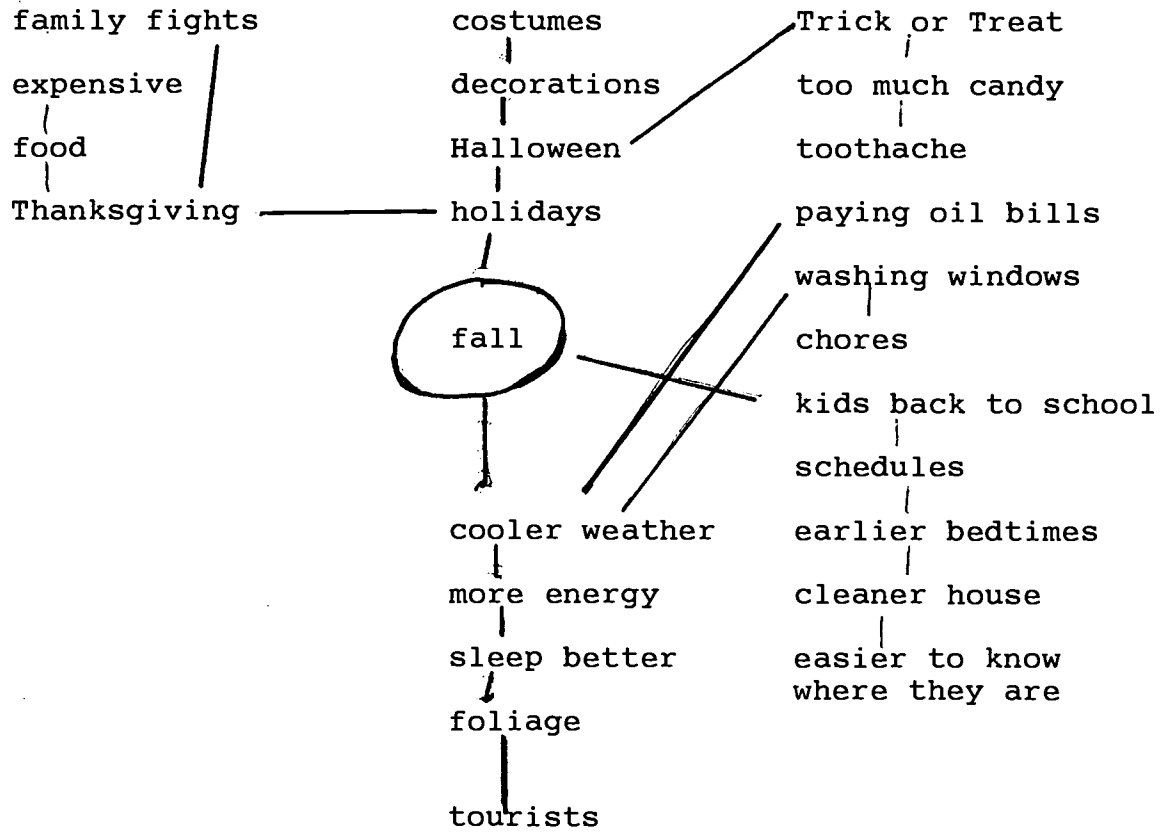 family fights
costumes
Trick or Treat
expensive
decorations
too much candy
food
Halloween
toothache
Thanksgiving
holidays
paying oil bills
washing windows
fall
chores
kids back to school
schedules
cooler weather
earlier bedtimes
more energy
cleaner house
sleep better
easier to know
where they are
foliage
tourists